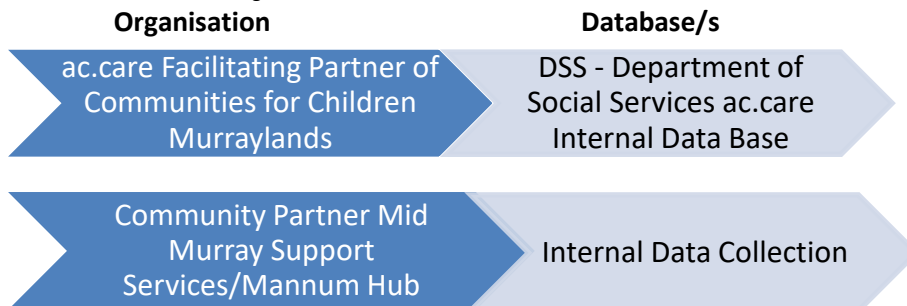 Organisation
Database/s
ac.care Facilitating Partner of
Communities for Children
Murraylands
DSS - Department of
Social Services ac.care
Internal Data Base
Community Partner Mid
Murray Support
Services/Mannum Hub
Internal Data Collection